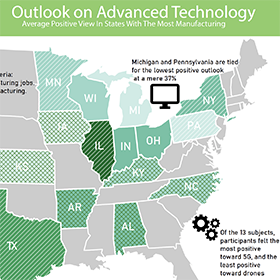 Outlook on Advanced Technology
Average Positive View In States With The Most Manufacturing
Michigan and Pennsylvania are tied
for the lowest positive outlook
at a mere 37%
eria:
uring jobs.
acturing.
MN
WI
MI
NY
IA
PA
IL
IN
OH
KS
KY
NC
AR
TX
AL
Of the 13 subjects,
participants felt the
most positive
toward 5G, and the
least positive
toward drones